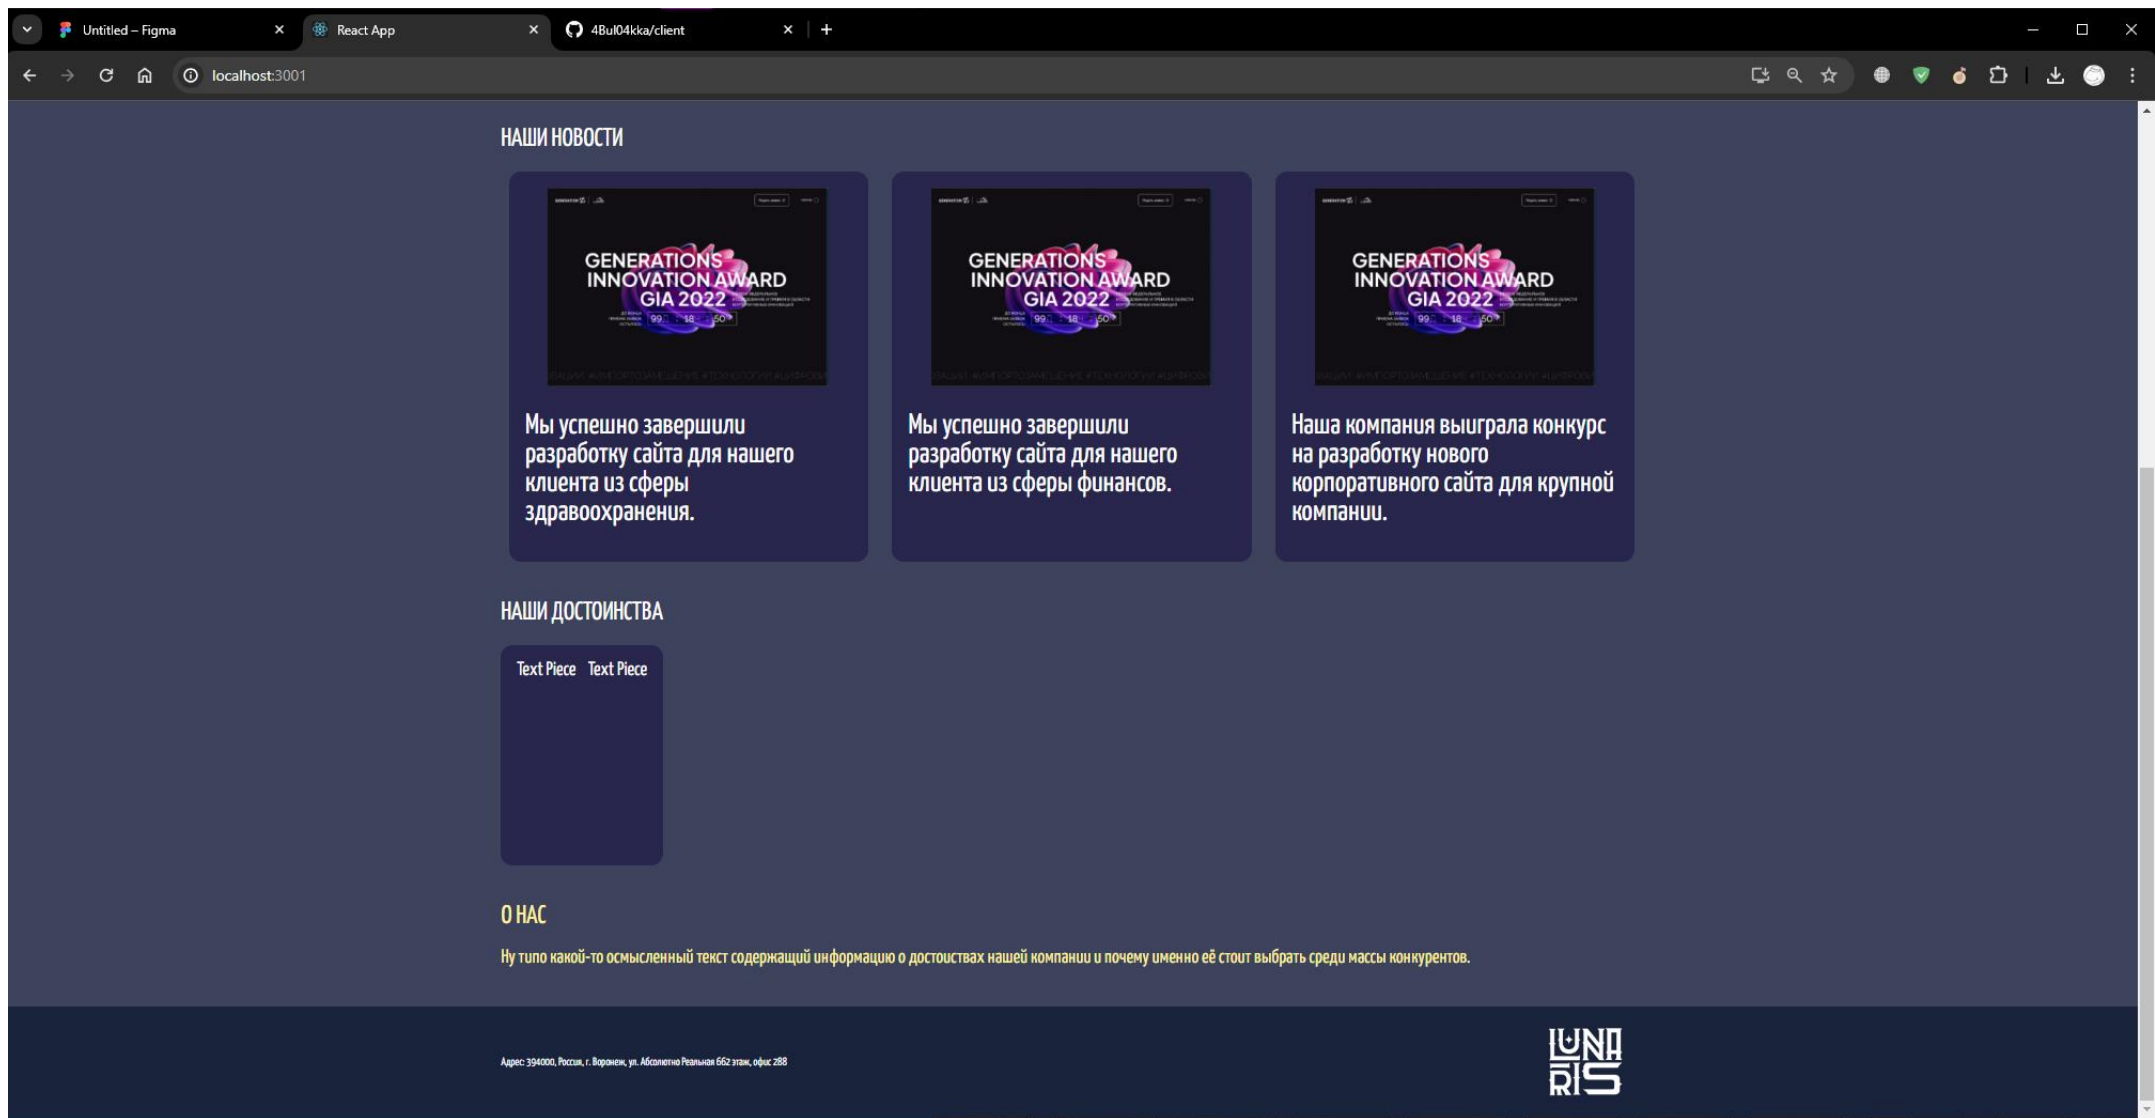 Untitled – Figma
React App
4Bul04kka/client
localhost:3001
НАШИ НОВОСТИ
GENERATIONS
INNOVATION AWARD
GIA 2022
GENERATIONS
INNOVATION AWARD
GIA 2022
GENERATIONS
INNOVATION AWARD
GIA 2022
Мы успешно завершили
разработку сайта для нашего
клиента из сферы
здравоохранения.
Мы успешно завершили
разработку сайта для нашего
клиента из сферы финансов.
Наша компания выиграла конкурс
на разработку нового
корпоративного сайта для крупной
компании.
НАШИ ДОСТОИНСТВА
Text Piece Text Piece
О НАС
Ну типо какой-то осмысленный текст содержащий информацию о достоиствах нашей компании и почему именно её стоит выбрать среди массы конкурентов.
Адрес: 394000, Россия, г. Воронеж, ул. Абсолютно Реальная 662 этаж, офис 288
LUNA
RIS